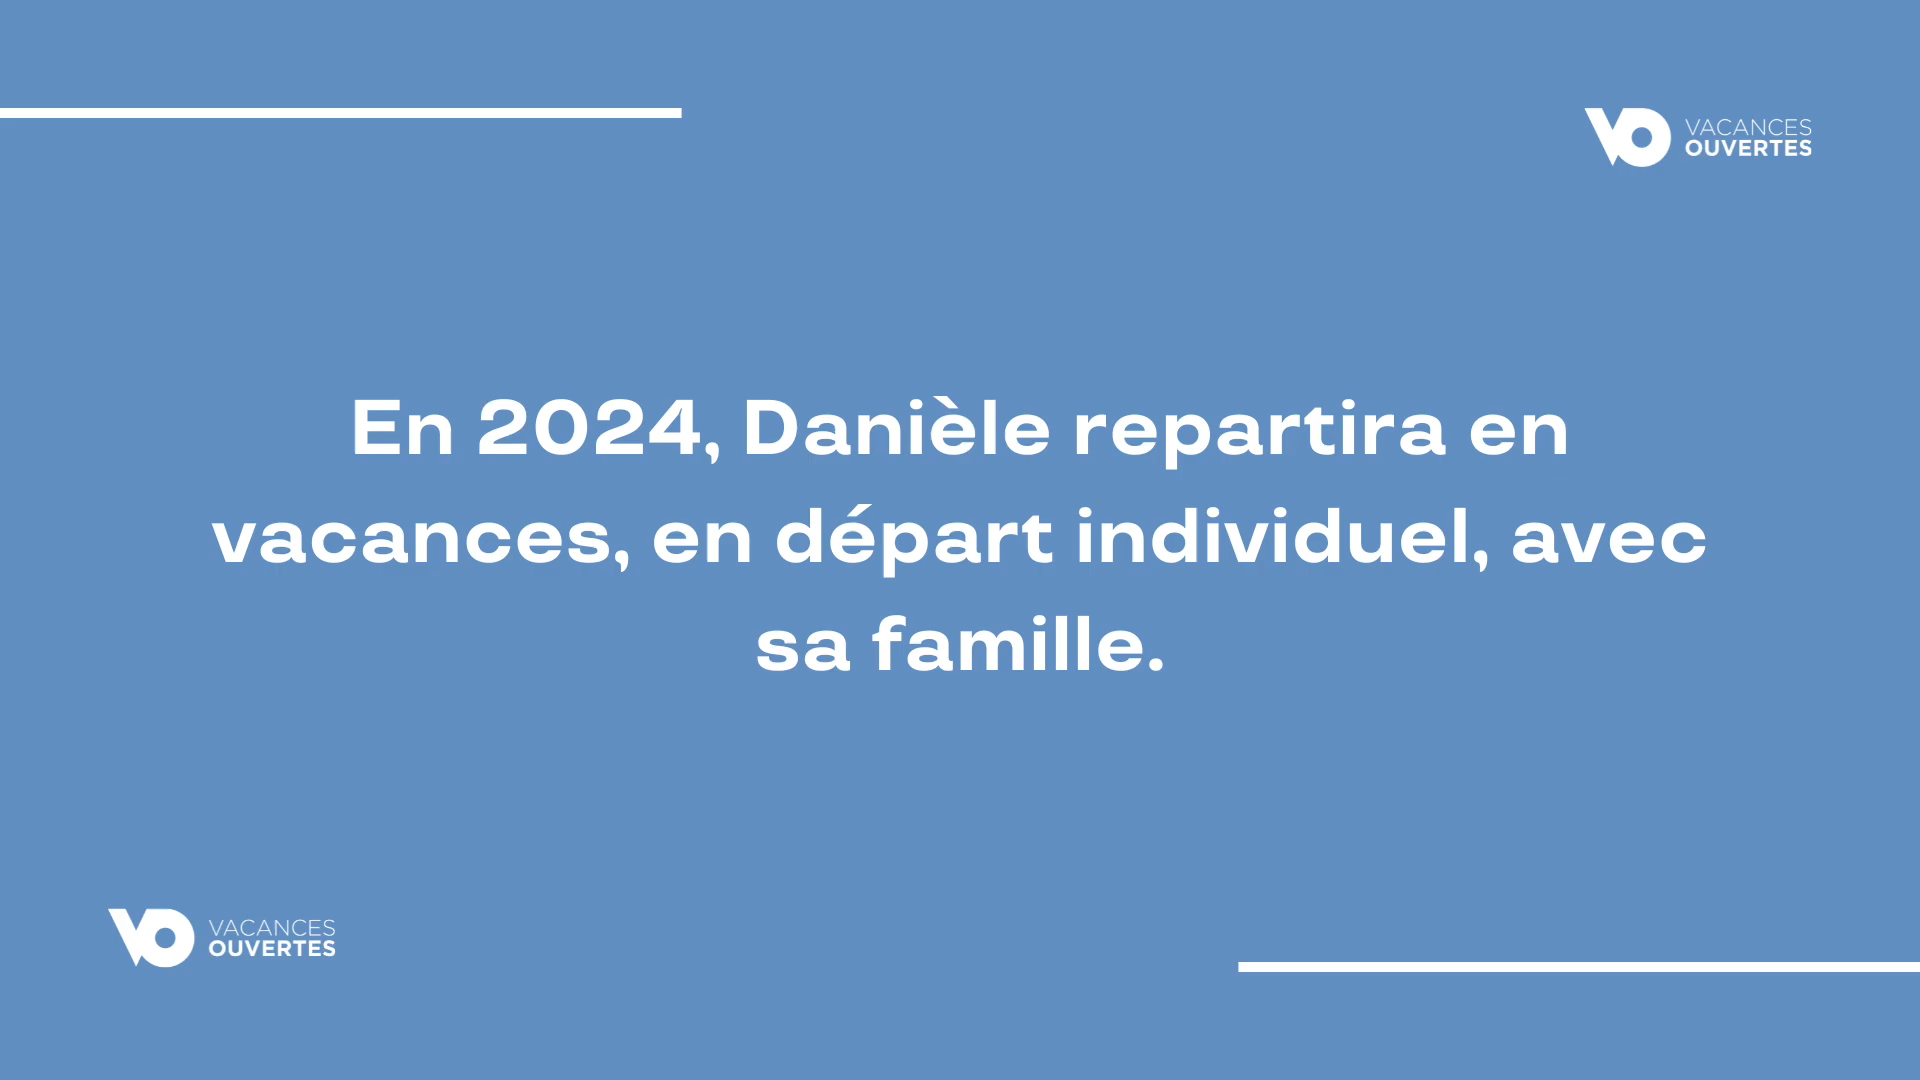 VACANCES
OUVERTES
En 2024, Danièle repartira en
vacances, en départ individuel, avec
sa famille.
VACANCES
OUVERTES